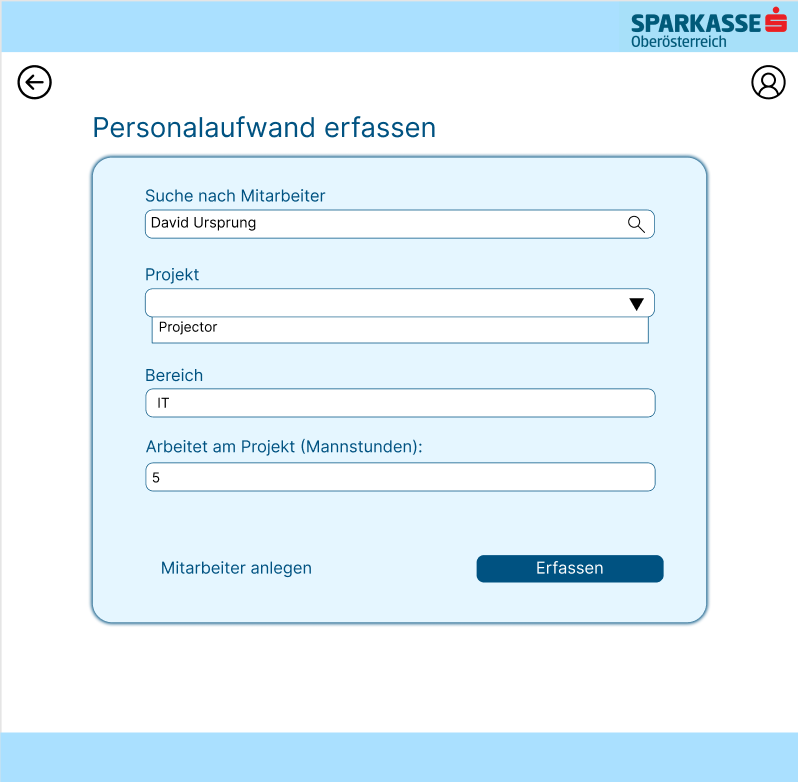 SPARKASSE
Oberösterreich
Personalaufwand erfassen
Suche nach Mitarbeiter
David Ursprung
Projekt
Projector
Bereich
IT
Arbeitet am Projekt (Mannstunden):
5
Mitarbeiter anlegen
Erfassen